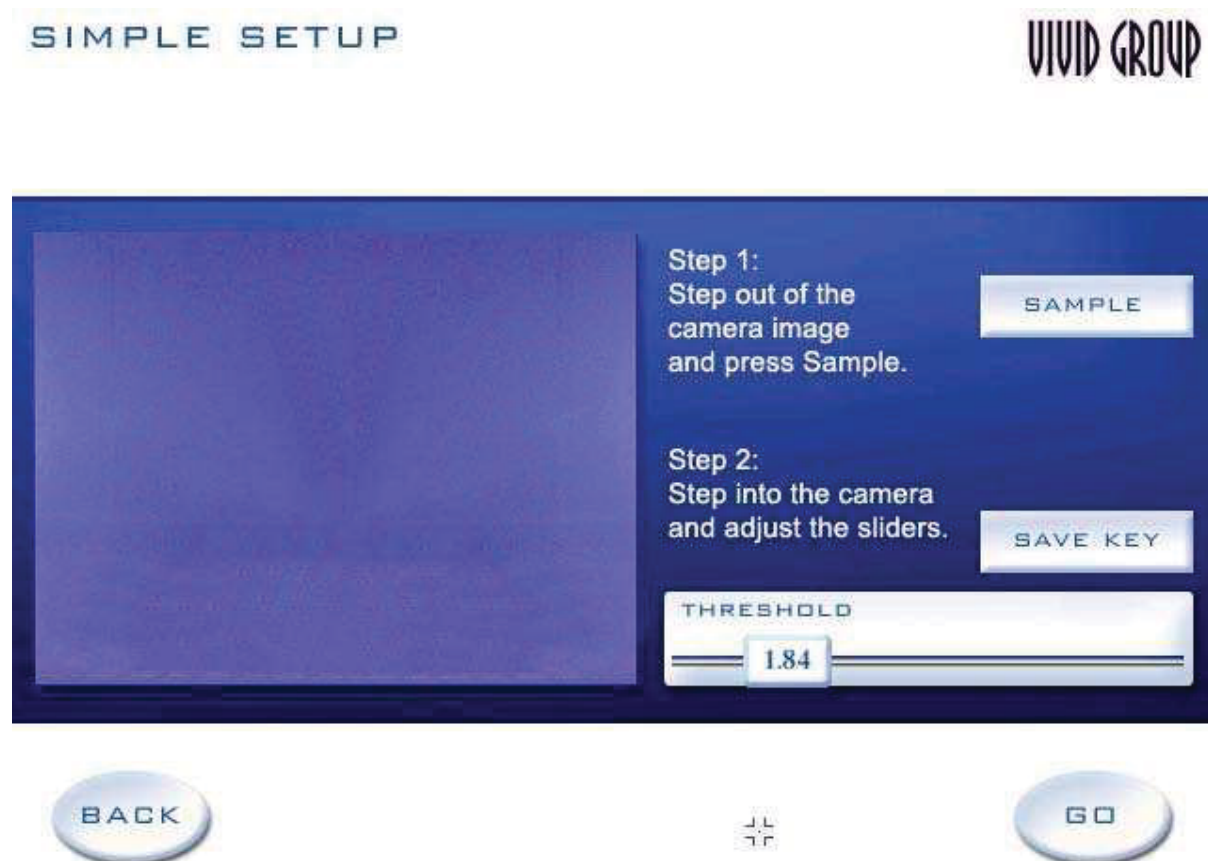 SIMPLE SETUP
VIVID GROUP
Step 1:
Step out of the
camera image
and press Sample.
SAMPLE
Step 2:
Step into the camera
and adjust the sliders.
SAVE KEY
THRESHOLD
1.84
BACK
GO